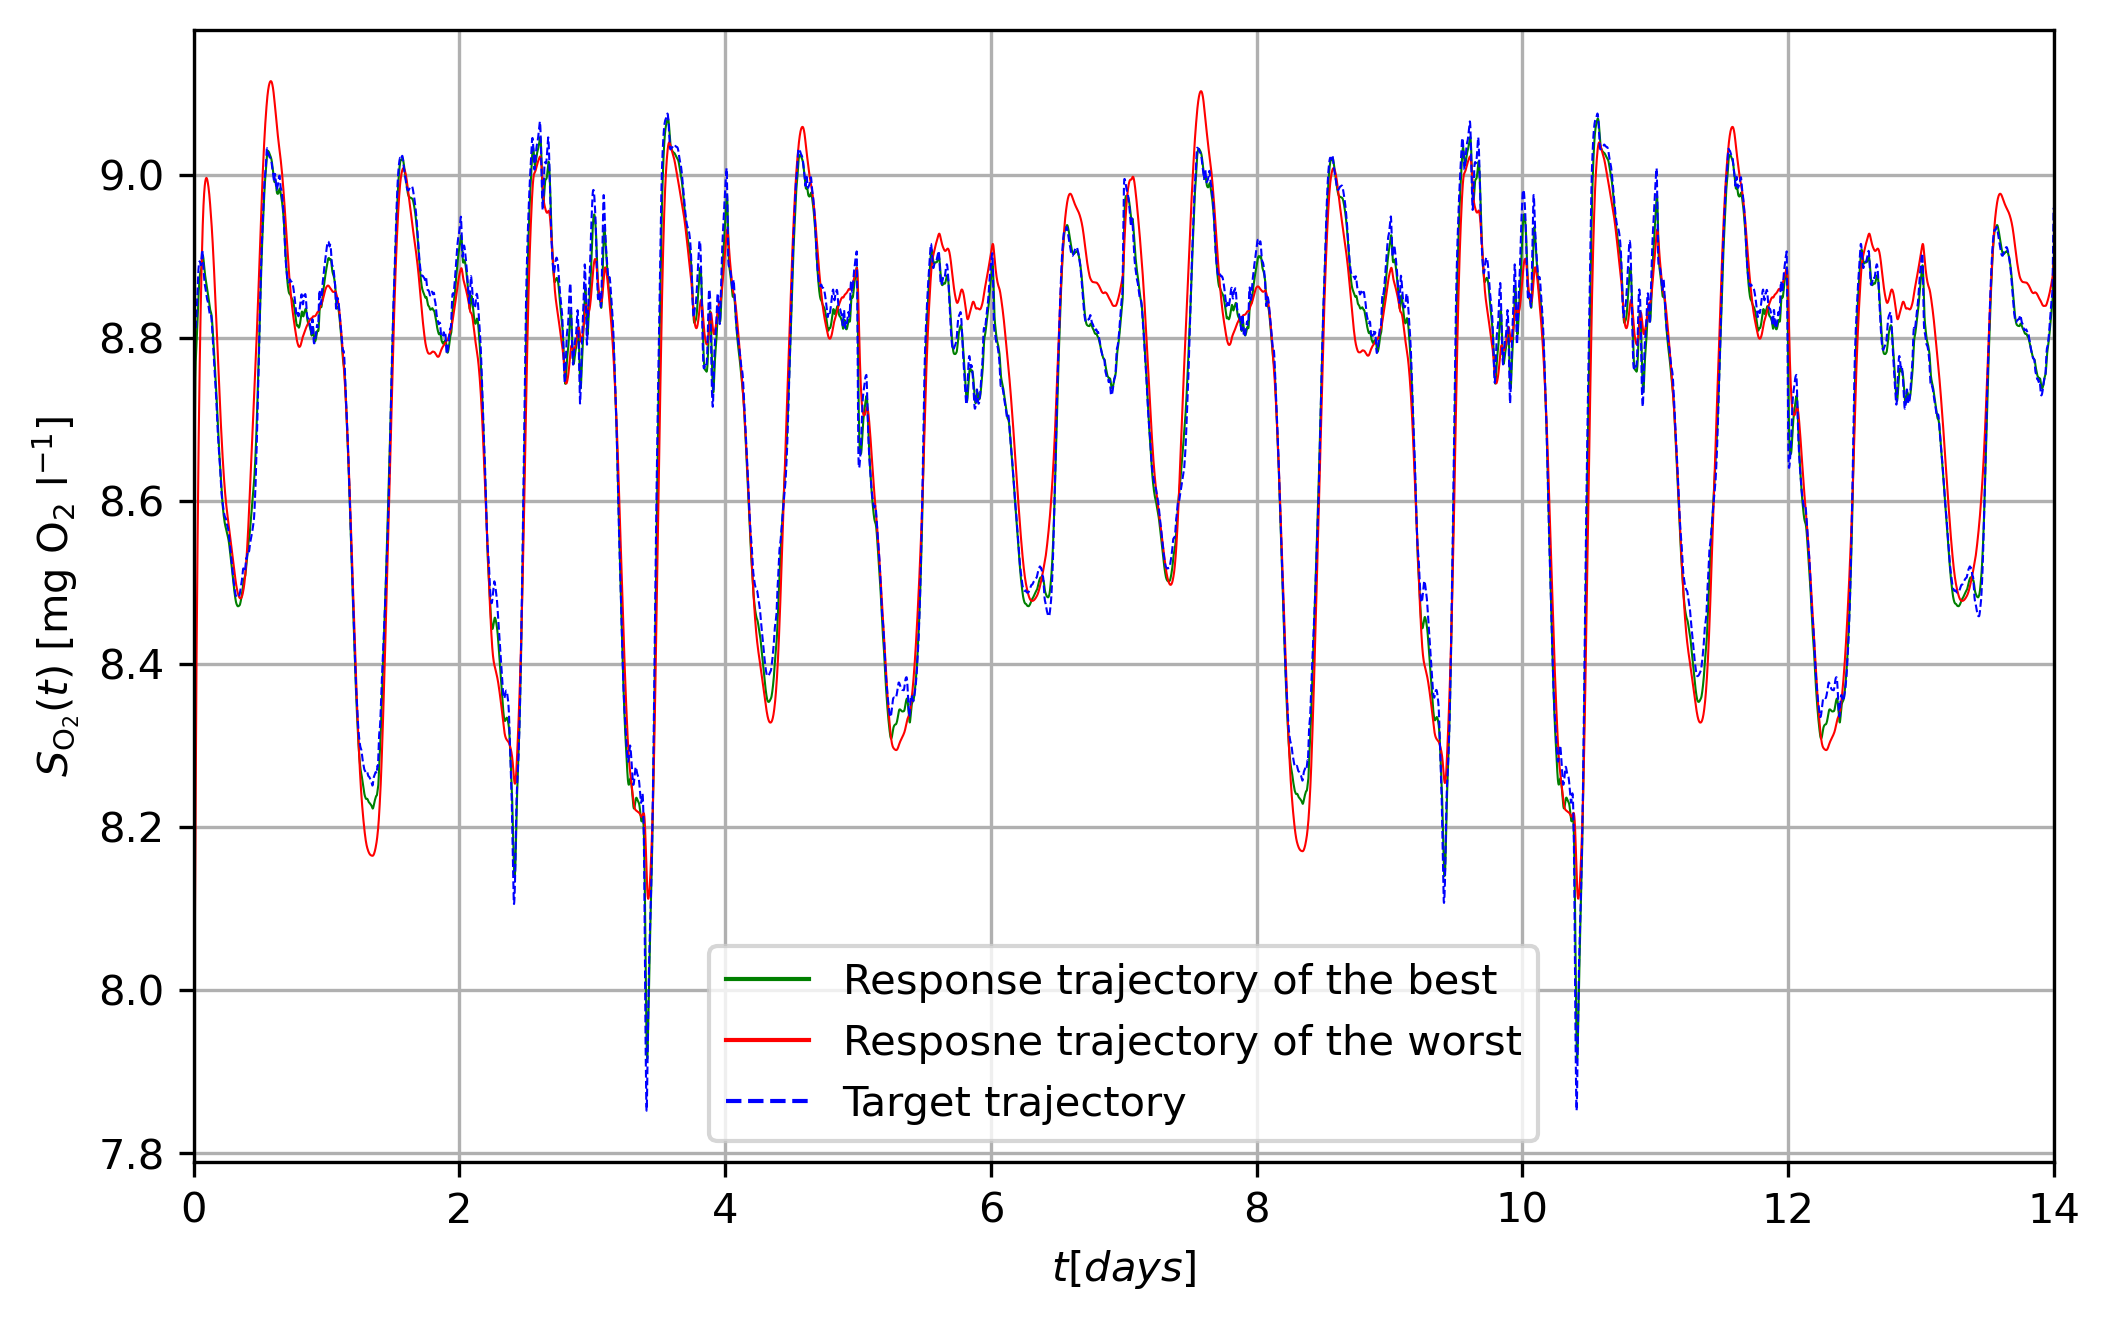 9.0
8.8
8.6
8.4
8.2
8.0
7.8
S_{O_2}(t) [mg O_2 l^{-1}]
Response trajectory of the best
Resposne trajectory of the worst
Target trajectory
0 2 4 6 8 10 12 14
t[days]